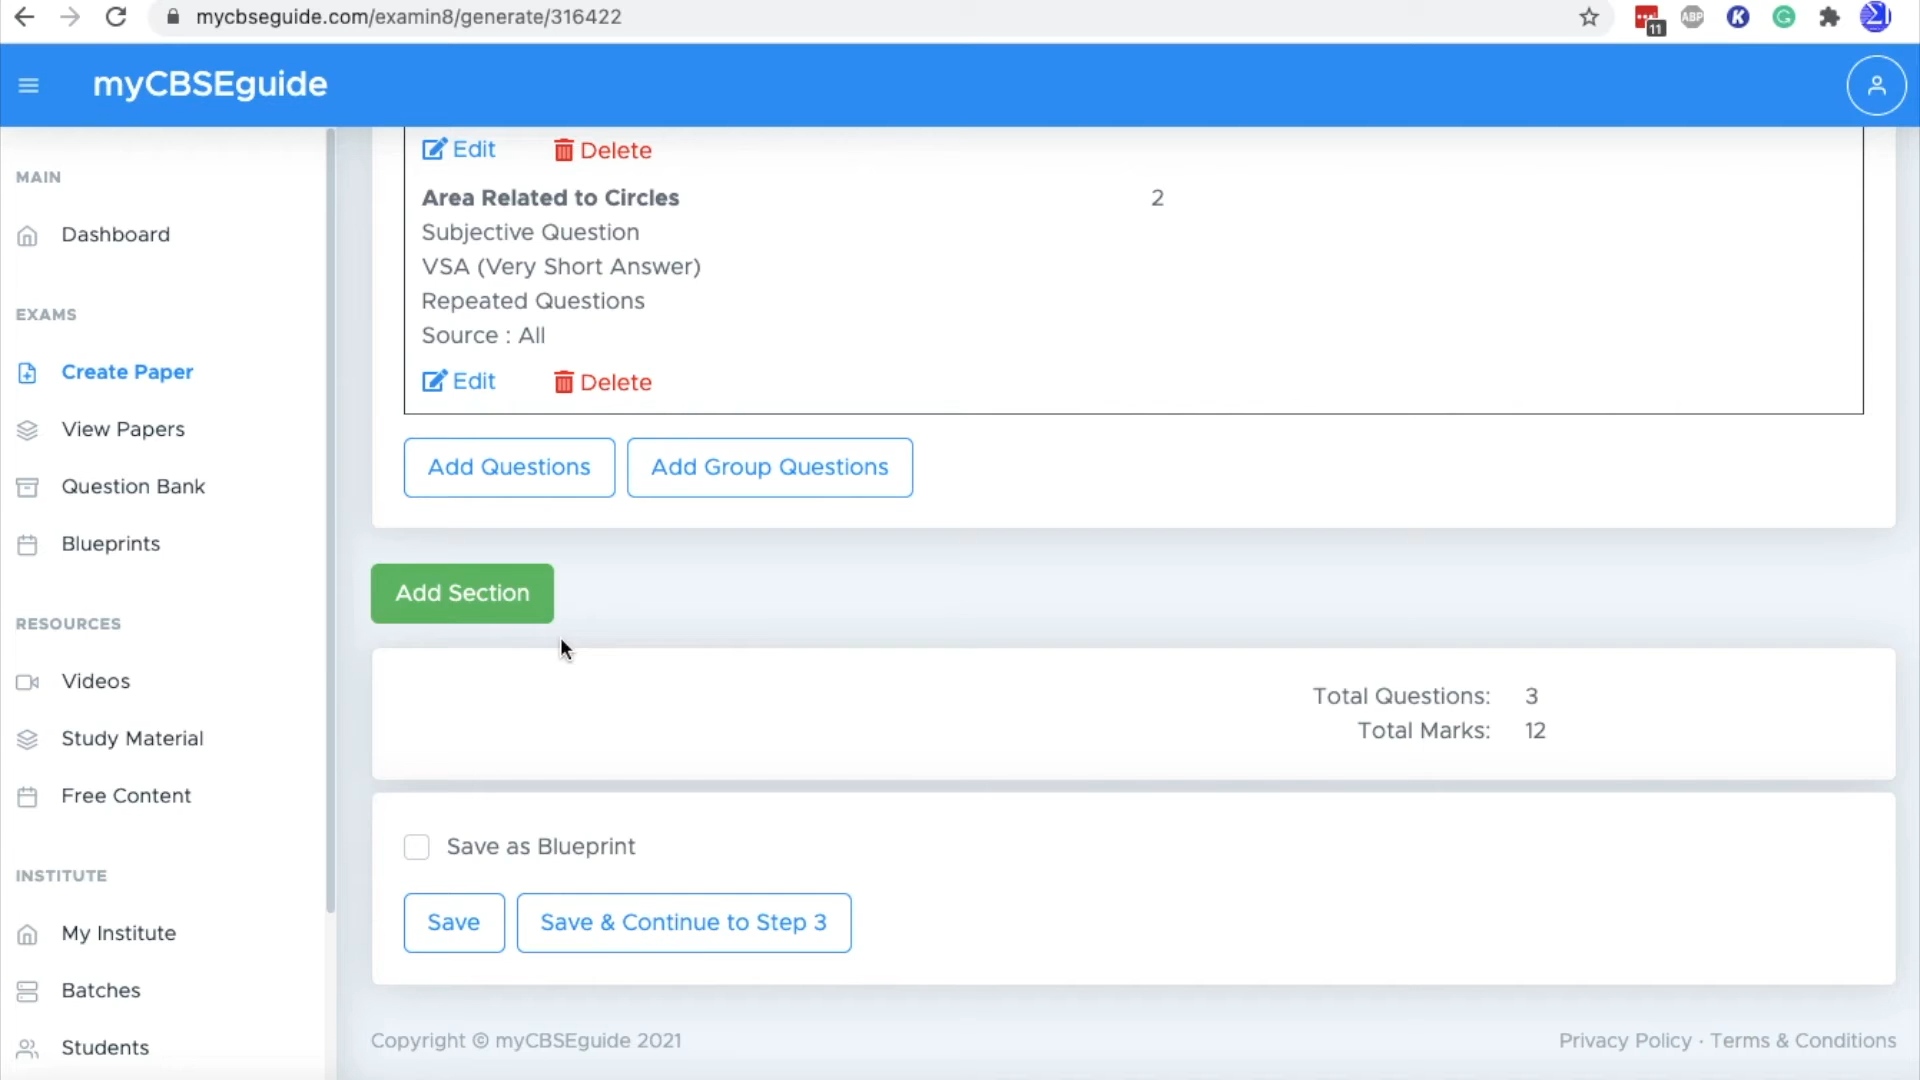 mycbseguide.com/examin8/generate/316422
11
ABP
K
G
Σ
myCBSEguide
MAIN
Dashboard
EXAMS
Create Paper
View Papers
Question Bank
Blueprints
RESOURCES
Videos
Study Material
Free Content
INSTITUTE
My Institute
Batches
Students
Edit Delete
Area Related to Circles 2
Subjective Question
VSA (Very Short Answer)
Repeated Questions
Source : All
Edit Delete
Add Questions Add Group Questions
Add Section
Total Questions: 3
Total Marks: 12
Save as Blueprint
Save Save & Continue to Step 3
Copyright © myCBSEguide 2021
Privacy Policy · Terms & Conditions